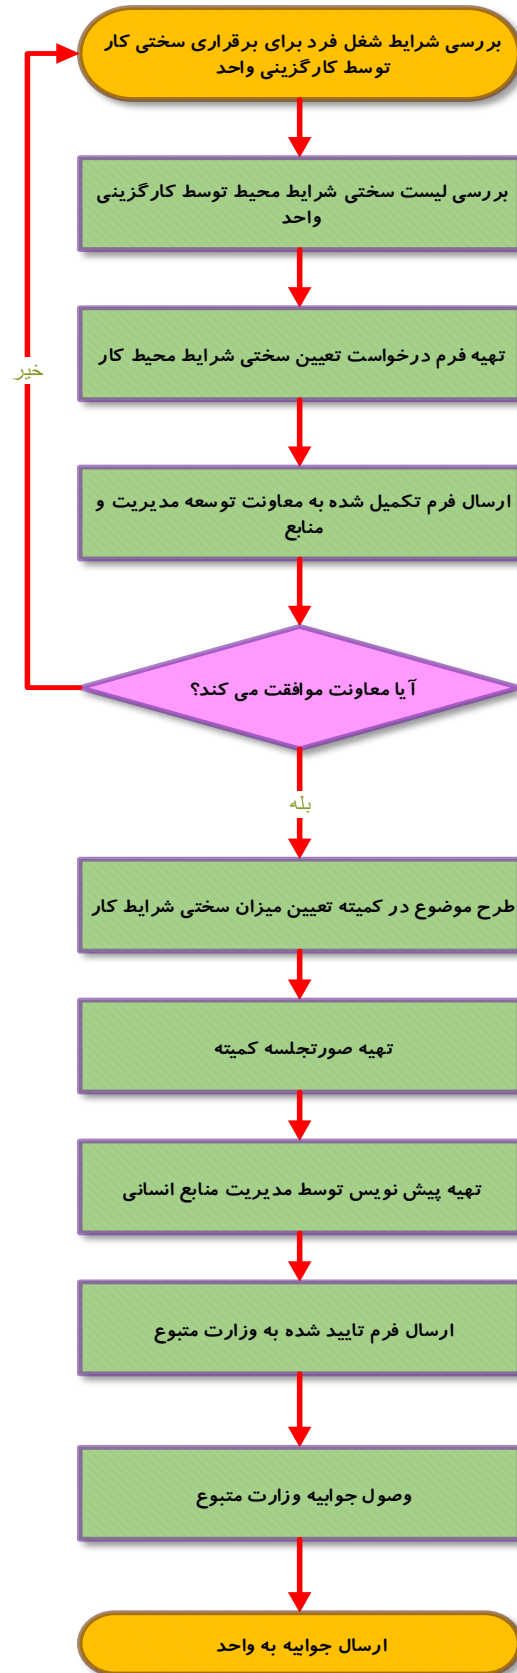 بررسی شرایط شغل فرد برای برقراری سختی کار
توسط کارگزینی واحد
بررسی لیست سختی شرایط محیط توسط کارگزینی
واحد
تهیه فرم درخواست تعیین سختی شرایط محیط کار
خیر
ارسال فرم تکمیل شده به معاونت توسعه مدیریت و
منابع
آیا معاونت موافقت می کند؟
بله
طرح موضوع در کمیته تعیین میزان سختی شرایط کار
تهیه صورتجلسه کمیته
تهیه پیش نویس توسط مدیریت منابع انسانی
ارسال فرم تایید شده به وزارت متبوع
وصول جوابیه وزارت متبوع
ارسال جوابیه به واحد